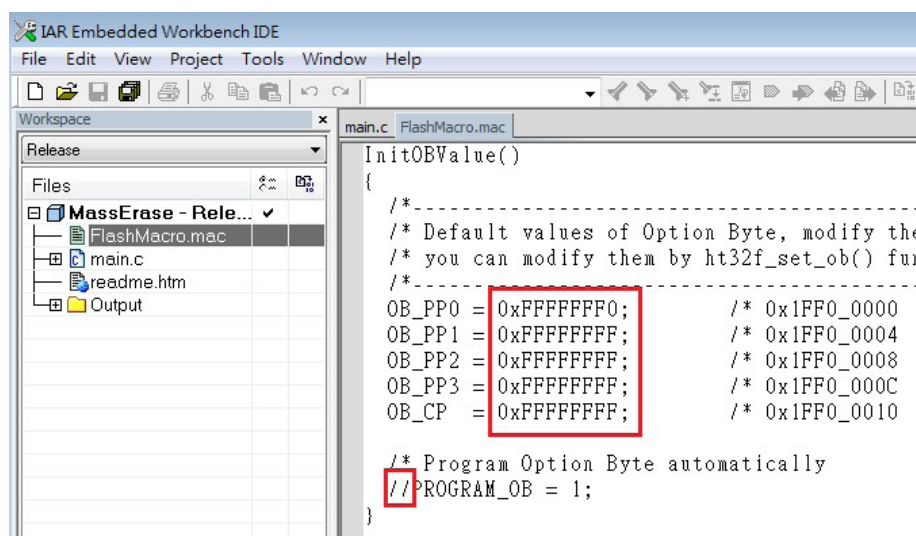 IAR Embedded Workbench IDE
File Edit View Project Tools Window Help
Workspace
Release
Files
MassErase - Rele...
FlashMacro.mac
main.c
readme.htm
Output
main.c FlashMacro.mac
InitOBValue()
{
/*-----------------------------------------
/* Default values of Option Byte, modify the
/* you can modify them by ht32f_set_ob() fun
/*-----------------------------------------
OB_PP0 = 0xFFFFFFF0; /* 0x1FF0_0000
OB_PP1 = 0xFFFFFFFF; /* 0x1FF0_0004
OB_PP2 = 0xFFFFFFFF; /* 0x1FF0_0008
OB_PP3 = 0xFFFFFFFF; /* 0x1FF0_000C
OB_CP = 0xFFFFFFFF; /* 0x1FF0_0010
/* Program Option Byte automatically
//PROGRAM_OB = 1;
}